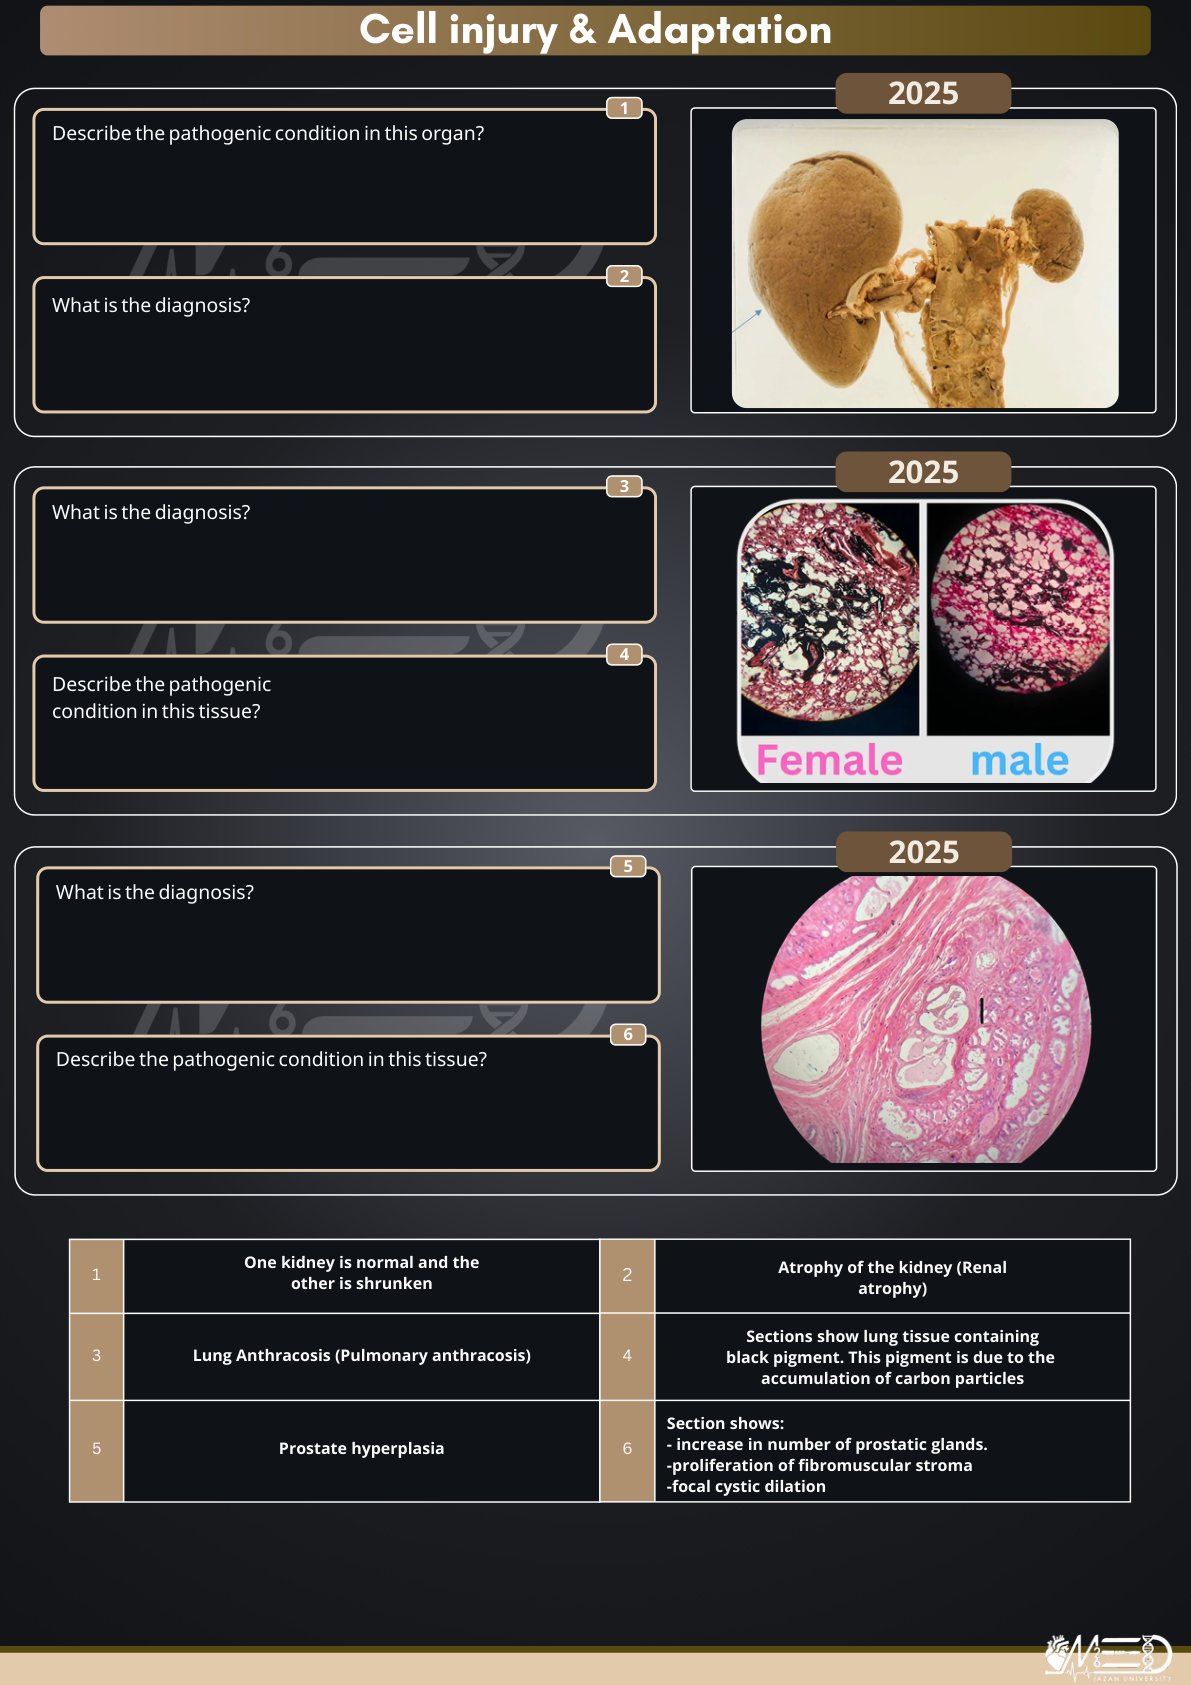 Cell injury & Adaptation
2025
1
Describe the pathogenic condition in this organ?
2
What is the diagnosis?
2025
3
What is the diagnosis?
4
Describe the pathogenic
condition in this tissue?
Female male
2025
5
What is the diagnosis?
6
Describe the pathogenic condition in this tissue?
1
One kidney is normal and the
other is shrunken
2
Atrophy of the kidney (Renal
atrophy)
3
Lung Anthracosis (Pulmonary anthracosis)
4
Sections show lung tissue containing
black pigment. This pigment is due to the
accumulation of carbon particles
5
Prostate hyperplasia
6
Section shows:
- increase in number of prostatic glands.
-proliferation of fibromuscular stroma
-focal cystic dilation
MED
JAZAN UNIVERSITY